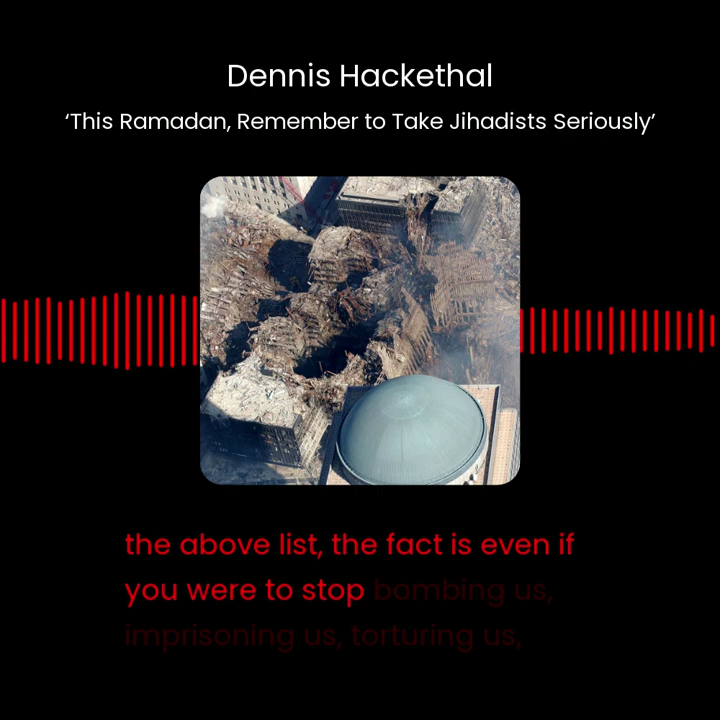 Dennis Hackethal
‘This Ramadan, Remember to Take Jihadists Seriously’
the above list, the fact is even if
you were to stop bombing us,
imprisoning us, torturing us,